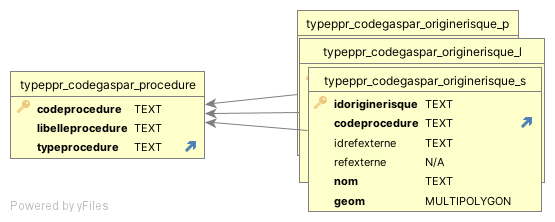 typeppr_codegaspar_originerisque_p
typeppr_codegaspar_originerisque_l
typeppr_codegaspar_originerisque_s
idoriginerisque TEXT
codeprocedure TEXT
idrefexterne TEXT
refexterne N/A
nom TEXT
geom MULTIPOLYGON
typeppr_codegaspar_procedure
codeprocedure TEXT
libelleprocedure TEXT
typeprocedure TEXT
Powered by yFiles